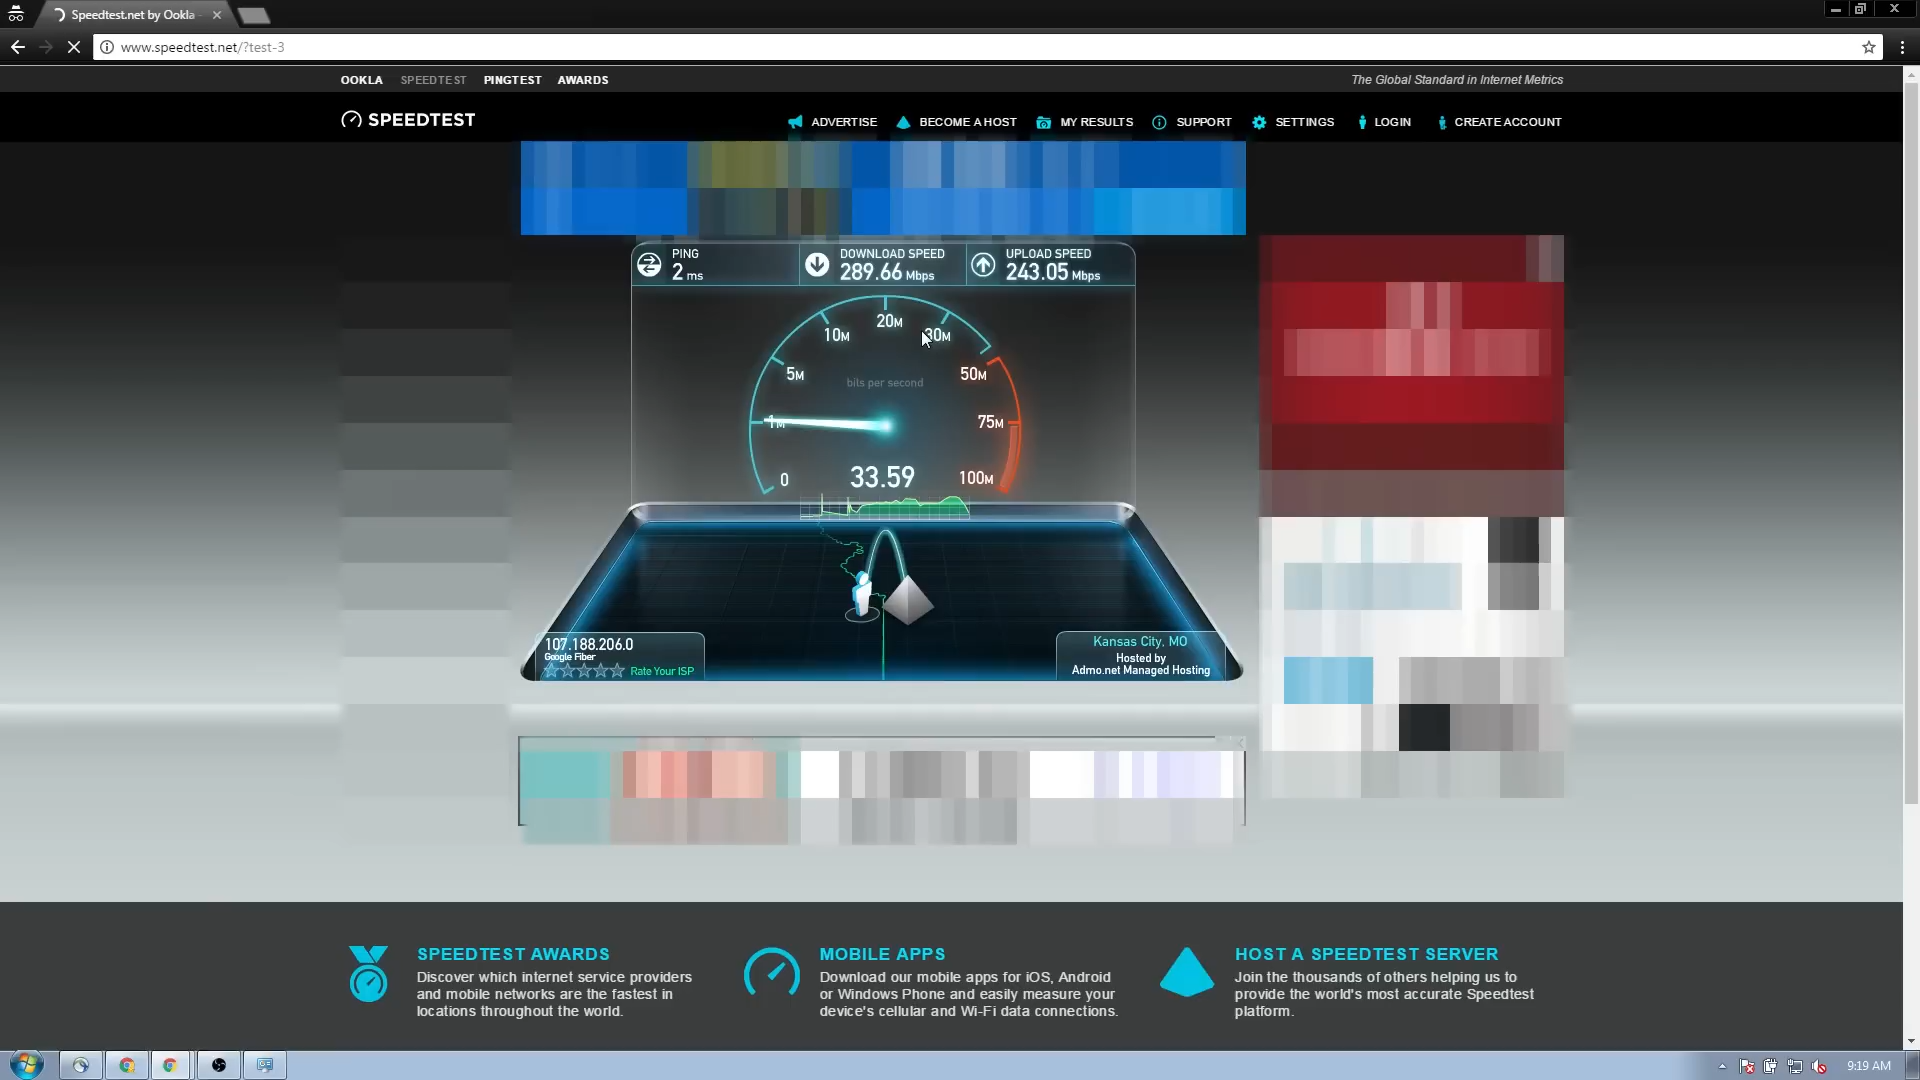 Speedtest.net by Ookla -
www.speedtest.net/?test-3
OOKLA SPEEDTEST PINGTEST AWARDS
The Global Standard in Internet Metrics
SPEEDTEST
ADVERTISE BECOME A HOST MY RESULTS SUPPORT SETTINGS LOGIN CREATE ACCOUNT
PING
2 ms
DOWNLOAD SPEED
289.66 Mbps
UPLOAD SPEED
243.05 Mbps
20M
10M
30M
5M
50M
bits per second
1M
75M
0
33.59
100M
107.188.206.0
Google Fiber
Rate Your ISP
Kansas City, MO
Hosted by
Admo.net Managed Hosting
SPEEDTEST AWARDS
Discover which internet service providers
and mobile networks are the fastest in
locations throughout the world.
MOBILE APPS
Download our mobile apps for iOS, Android
or Windows Phone and easily measure your
device's cellular and Wi-Fi data connections.
HOST A SPEEDTEST SERVER
Join the thousands of others helping us to
provide the world's most accurate Speedtest
platform.
9:19 AM